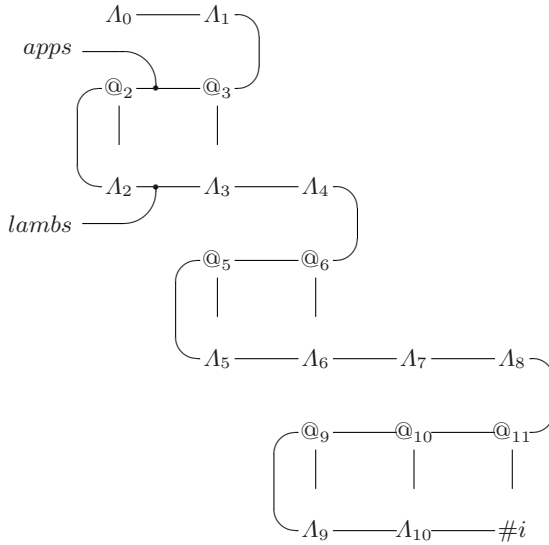 Λ₀ Λ₁
apps
@₂ @₃
Λ₂ Λ₃ Λ₄
lambs
@₅ @₆
Λ₅ Λ₆ Λ₇ Λ₈
@₉ @₁₀ @₁₁
Λ₉ Λ₁₀ #i